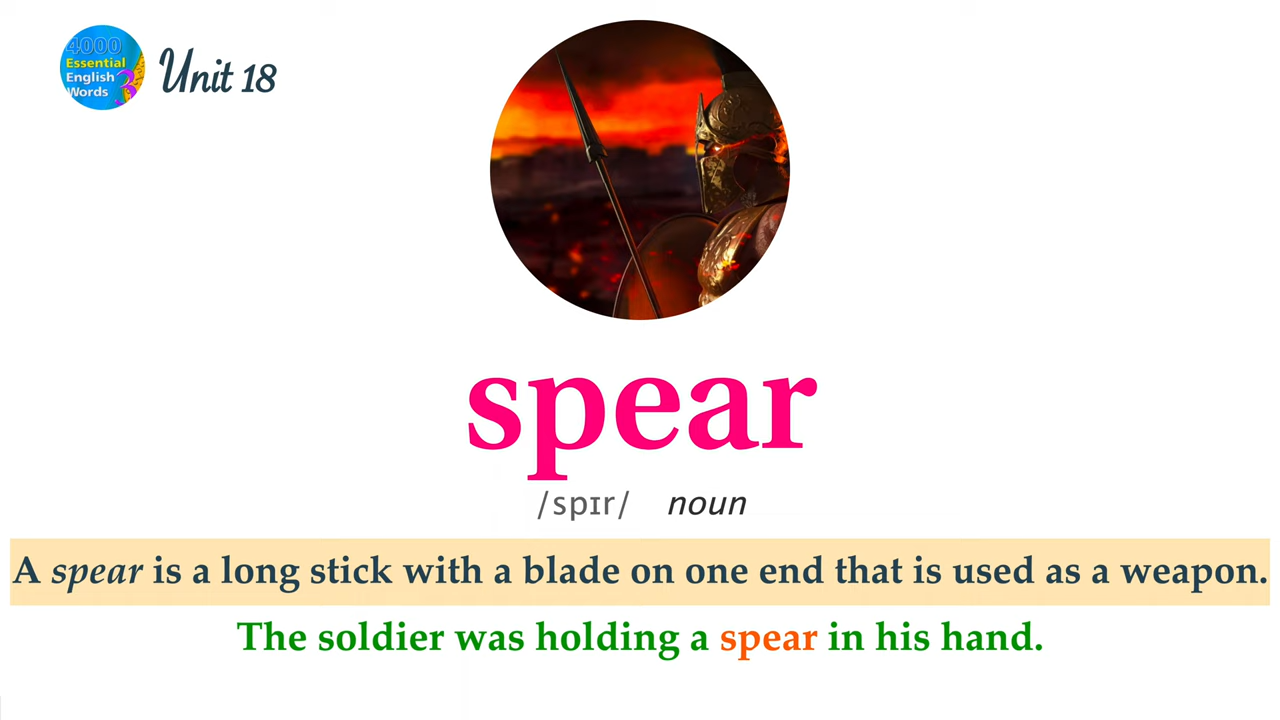 4000
Essential
English
Words 3
Unit 18
spear
/spɪr/ noun
A spear is a long stick with a blade on one end that is used as a weapon.
The soldier was holding a spear in his hand.